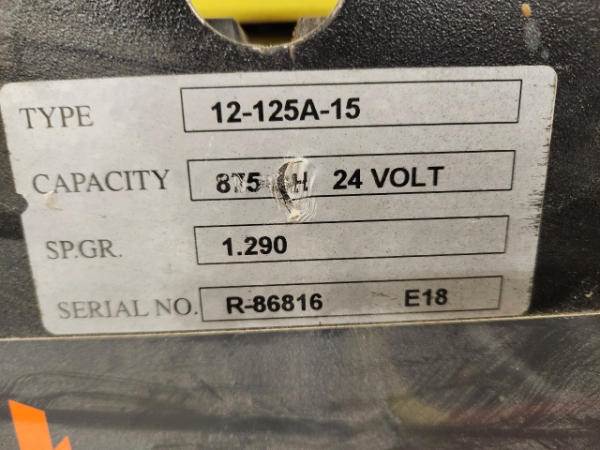 TYPE 12-125A-15
CAPACITY 875 H 24 VOLT
SP.GR. 1.290
SERIAL NO. R-86816 E18